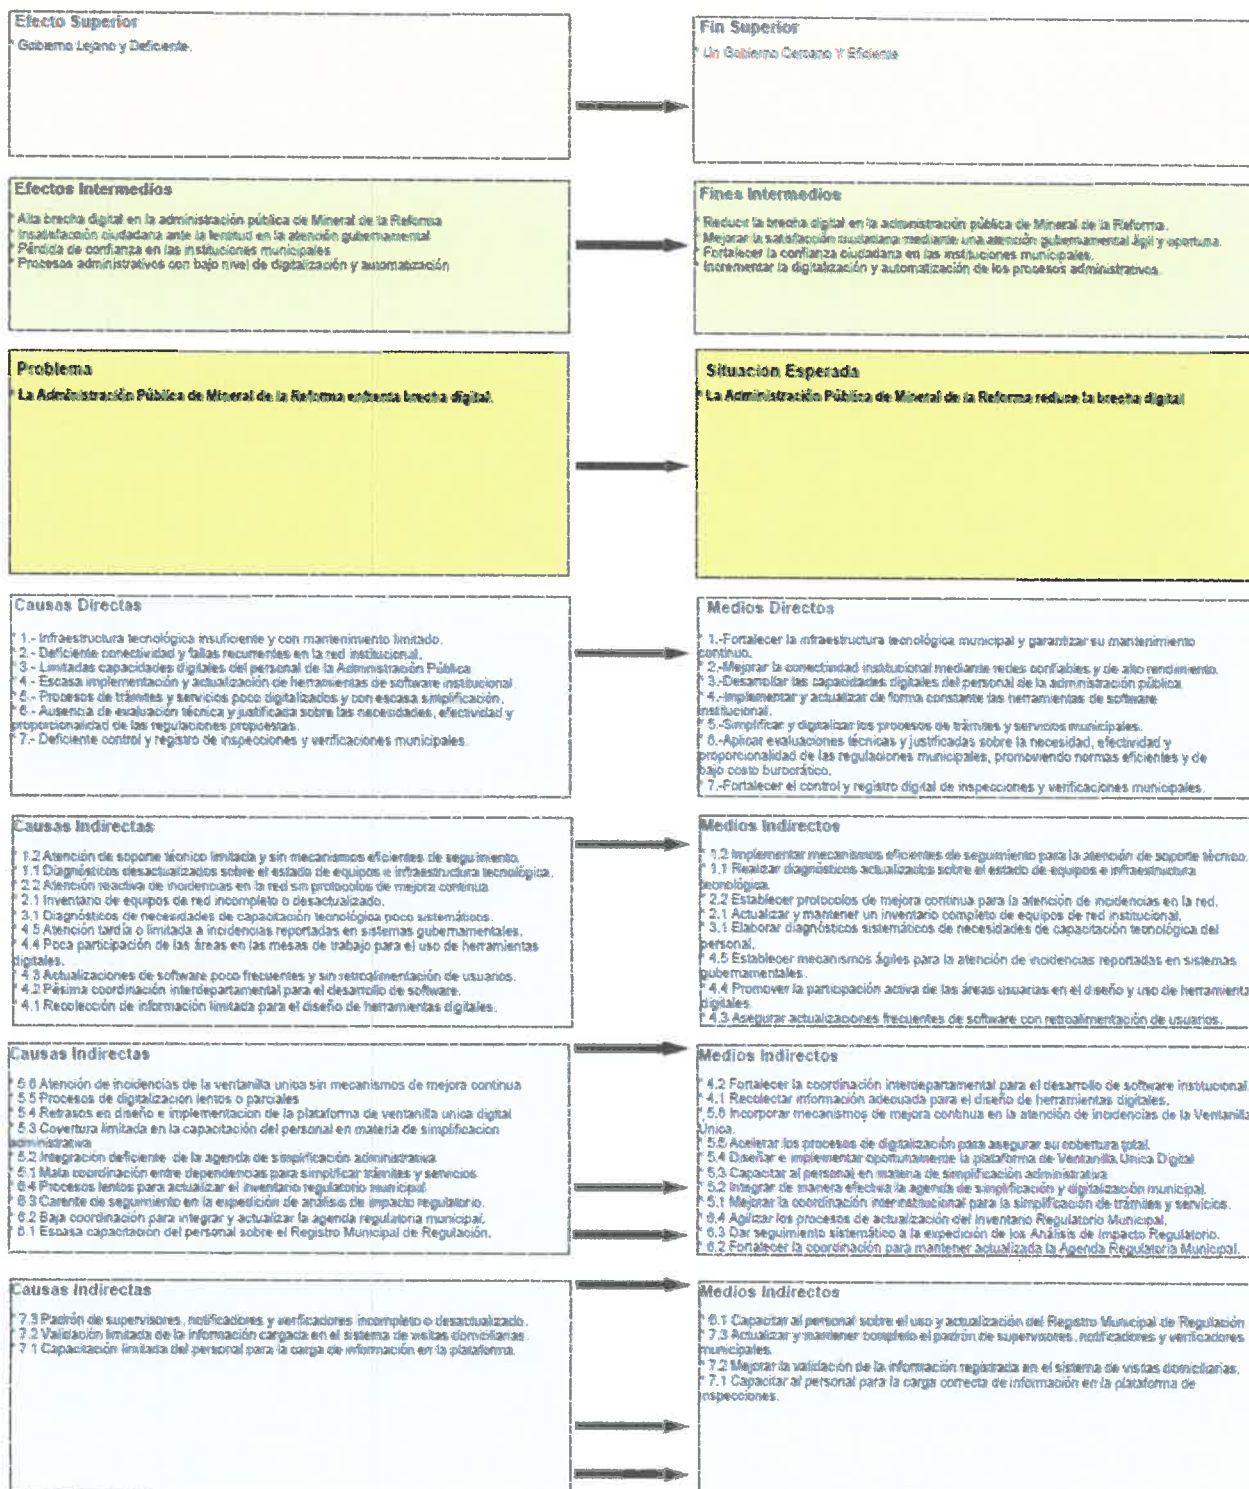 Efecto Superior
* Gobierno Lejano y Deficiente.
Fin Superior
* Un Gobierno Cercano Y Eficiente
Efectos Intermedios
* Alta brecha digital en la administración pública de Mineral de la Reforma
* Insatisfacción ciudadana ante la lentitud en la atención gubernamental
* Pérdida de confianza en las instituciones municipales
* Procesos administrativos con bajo nivel de digitalización y automatización
Fines Intermedios
* Reducir la brecha digital en la administración pública de Mineral de la Reforma.
* Mejorar la satisfacción ciudadana mediante una atención gubernamental ágil y oportuna.
* Fortalecer la confianza ciudadana en las instituciones municipales.
* Incrementar la digitalización y automatización de los procesos administrativos.
Problema
* La Administración Pública de Mineral de la Reforma enfrenta brecha digital.
Situacion Esperada
* La Administración Pública de Mineral de la Reforma reduce la brecha digital
Causas Directas
* 1.- Infraestructura tecnológica insuficiente y con mantenimiento limitado.
* 2.- Deficiente conectividad y fallas recurrentes en la red institucional.
* 3.- Limitadas capacidades digitales del personal de la Administración Pública
* 4.- Escasa implementación y actualización de herramientas de software institucional
* 5.- Procesos de trámites y servicios poco digitalizados y con escasa simplificación.
* 6.- Ausencia de evaluación técnica y justificada sobre las necesidades, efectividad y
proporcionalidad de las regulaciones propuestas.
* 7.- Deficiente control y registro de inspecciones y verificaciones municipales.
Medios Directos
* 1.-Fortalecer la infraestructura tecnológica municipal y garantizar su mantenimiento
continuo.
* 2.-Mejorar la conectividad institucional mediante redes confiables y de alto rendimiento.
* 3.-Desarrollar las capacidades digitales del personal de la administración pública
* 4.-Implementar y actualizar de forma constante las herramientas de software
institucional.
* 5.-Simplificar y digitalizar los procesos de trámites y servicios municipales.
* 6.-Aplicar evaluaciones técnicas y justificadas sobre la necesidad, efectividad y
proporcionalidad de las regulaciones municipales, promoviendo normas eficientes y de
bajo costo burocrático.
* 7.-Fortalecer el control y registro digital de inspecciones y verificaciones municipales.
Causas Indirectas
* 1.2 Atención de soporte técnico limitada y sin mecanismos eficientes de seguimiento.
* 1.1 Diagnósticos desactualizados sobre el estado de equipos e infraestructura tecnológica.
* 2.2 Atención reactiva de incidencias en la red sin protocolos de mejora continua
* 2.1 Inventario de equipos de red incompleto o desactualizado.
* 3.1 Diagnósticos de necesidades de capacitación tecnológica poco sistemáticos.
* 4.5 Atención tardía o limitada a incidencias reportadas en sistemas gubernamentales.
* 4.4 Poca participación de las áreas en las mesas de trabajo para el uso de herramientas
digitales.
* 4.3 Actualizaciones de software poco frecuentes y sin retroalimentación de usuarios.
* 4.2 Pésima coordinación interdepartamental para el desarrollo de software.
* 4.1 Recolección de información limitada para el diseño de herramientas digitales.
Medios Indirectos
* 1.2 Implementar mecanismos eficientes de seguimiento para la atención de soporte técnico.
* 1.1 Realizar diagnósticos actualizados sobre el estado de equipos e infraestructura
tecnológica.
* 2.2 Establecer protocolos de mejora continua para la atención de incidencias en la red.
* 2.1 Actualizar y mantener un inventario completo de equipos de red institucional.
* 3.1 Elaborar diagnósticos sistemáticos de necesidades de capacitación tecnológica del
personal.
* 4.5 Establecer mecanismos ágiles para la atención de incidencias reportadas en sistemas
gubernamentales.
* 4.4 Promover la participación activa de las áreas usuarias en el diseño y uso de herramienta
digitales.
* 4.3 Asegurar actualizaciones frecuentes de software con retroalimentación de usuarios.
Causas Indirectas
* 5.6 Atención de incidencias de la ventanilla unica sin mecanismos de mejora continua
* 5.5 Procesos de digitalización lentos o parciales
* 5.4 Retrasos en diseño e implementacion de la plataforma de ventanilla unica digital
* 5.3 Covertura limitada en la capacitación del personal en materia de simplificacion
administrativa
* 5.2 Integración deficiente de la agenda de simplificación administrativa
* 5.1 Mala coordinación entre dependencias para simplificar trámites y servicios
* 6.4 Procesos lentos para actualizar el inventario regulatorio municipal
* 6.3 Carente de seguimiento en la expedición de análisis de impacto regulatorio.
* 6.2 Baja coordinación para integrar y actualizar la agenda regulatoria municipal.
* 6.1 Escasa capacitación del personal sobre el Registro Municipal de Regulación.
Medios Indirectos
* 4.2 Fortalecer la coordinación interdepartamental para el desarrollo de software institucional.
* 4.1 Recolectar información adecuada para el diseño de herramientas digitales.
* 5.6 Incorporar mecanismos de mejora continua en la atención de incidencias de la Ventanilla
Unica.
* 5.5 Acelerar los procesos de digitalización para asegurar su cobertura total.
* 5.4 Diseñar e implementar oportunamente la plataforma de Ventanilla Unica Digital
* 5.3 Capacitar al personal en materia de simplificación administrativa
* 5.2 Integrar de manera efectiva la agenda de simplificación y digitalización municipal.
* 5.1 Mejorar la coordinación interinstitucional para la simplificación de trámites y servicios.
* 6.4 Agilizar los procesos de actualización del Inventario Regulatorio Municipal.
* 6.3 Dar seguimiento sistemático a la expedición de los Análisis de Impacto Regulatorio.
* 6.2 Fortalecer la coordinación para mantener actualizada la Agenda Regulatoria Municipal.
Causas Indirectas
* 7.3 Padrón de supervisores, notificadores y verificadores incompleto o desactualizado.
* 7.2 Validación limitada de la información cargada en el sistema de visitas domiciliarias.
* 7.1 Capacitación limitada del personal para la carga de información en la plataforma.
Medios Indirectos
* 6.1 Capacitar al personal sobre el uso y actualización del Registro Municipal de Regulación
* 7.3 Actualizar y mantener completo el padrón de supervisores, notificadores y verificadores
municipales.
* 7.2 Mejorar la validación de la información registrada en el sistema de visitas domiciliarias.
* 7.1 Capacitar al personal para la carga correcta de información en la plataforma de
inspecciones.